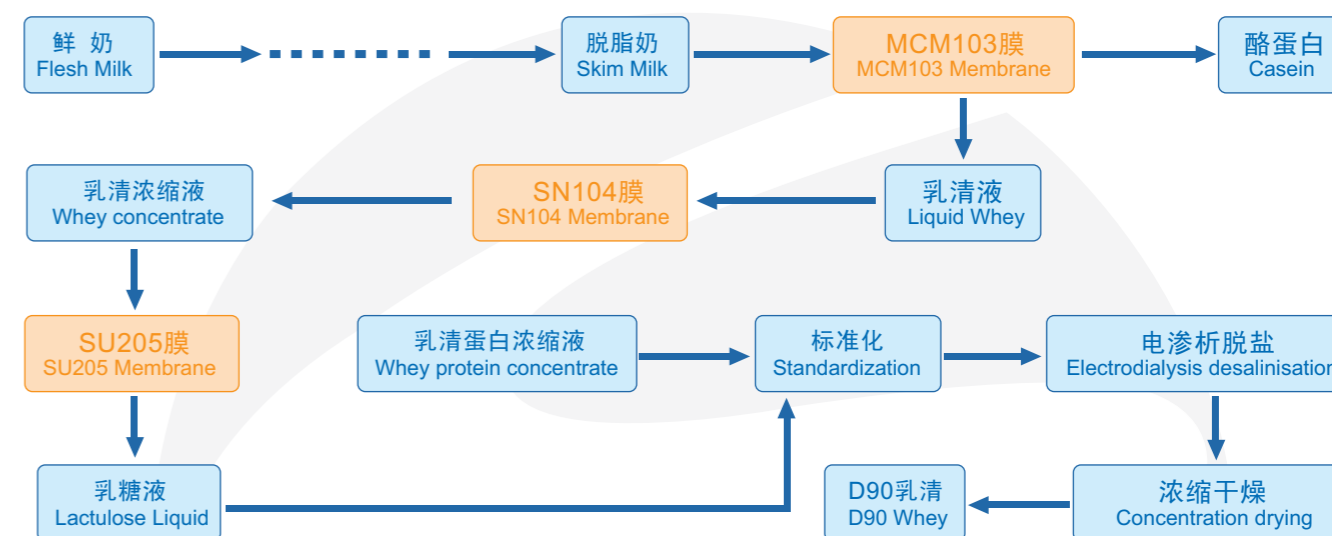 鲜 奶
Flesh Milk
脱脂奶
Skim Milk
MCM103膜
MCM103 Membrane
酪蛋白
Casein
乳清浓缩液
Whey concentrate
SN104膜
SN104 Membrane
乳清液
Liquid Whey
SU205膜
SU205 Membrane
乳清蛋白浓缩液
Whey protein concentrate
标准化
Standardization
电渗析脱盐
Electrodialysis desalinisation
乳糖液
Lactulose Liquid
D90乳清
D90 Whey
浓缩干燥
Concentration drying